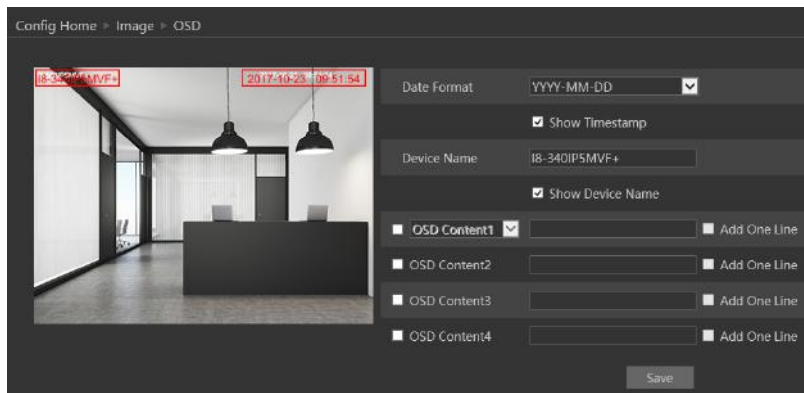 Config Home ▸ Image ▸ OSD
I8-340IP5MVF+ 2017-10-23 09:51:54
Date Format YYYY-MM-DD
Show Timestamp
Device Name I8-340IP5MVF+
Show Device Name
OSD Content1 Add One Line
OSD Content2 Add One Line
OSD Content3 Add One Line
OSD Content4 Add One Line
Save